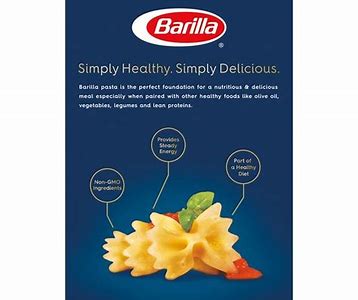 Barilla
®
Simply Healthy. Simply Delicious.
Barilla pasta is the perfect foundation for a nutritious & delicious
meal especially when paired with other healthy foods like olive oil,
vegetables, legumes and lean proteins.
Provides
Steady
Energy
Part of
a Healthy
Diet
Non-GMO
Ingredients